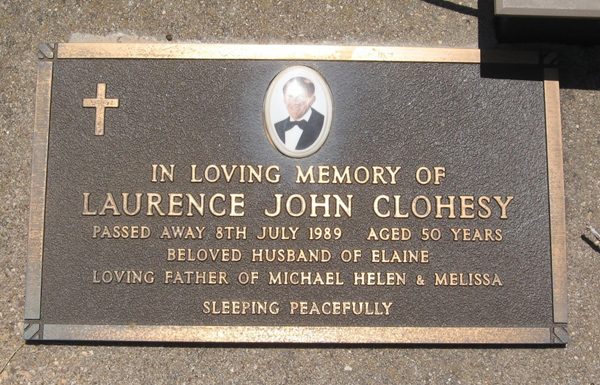 IN LOVING MEMORY OF
LAURENCE JOHN CLOHESY
PASSED AWAY 8TH JULY 1989 AGED 50 YEARS
BELOVED HUSBAND OF ELAINE
LOVING FATHER OF MICHAEL HELEN & MELISSA
SLEEPING PEACEFULLY